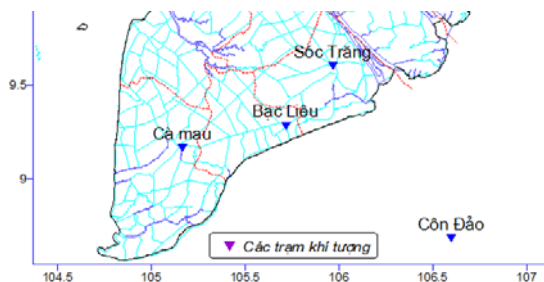 Sóc Trăng
9.5
Bạc Liêu
Cà mau
9
Côn Đảo
Các trạm khí tượng
104.5 105 105.5 106 106.5 107